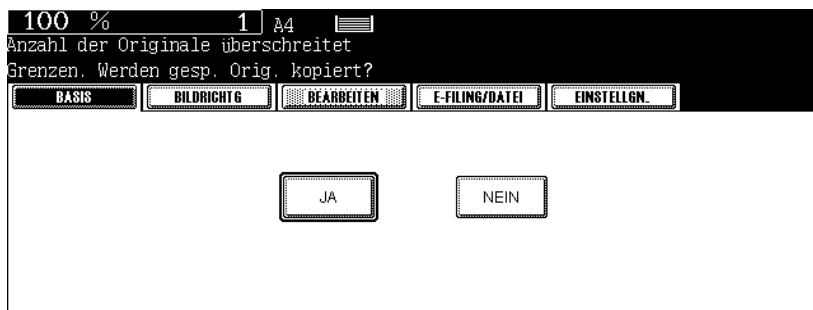 100 % 1 A4
Anzahl der Originale überschreitet
Grenzen. Werden gesp. Orig. kopiert?
BASIS BILDRICHTG BEARBEITEN E-FILING/DATEI EINSTELLGN.
JA NEIN